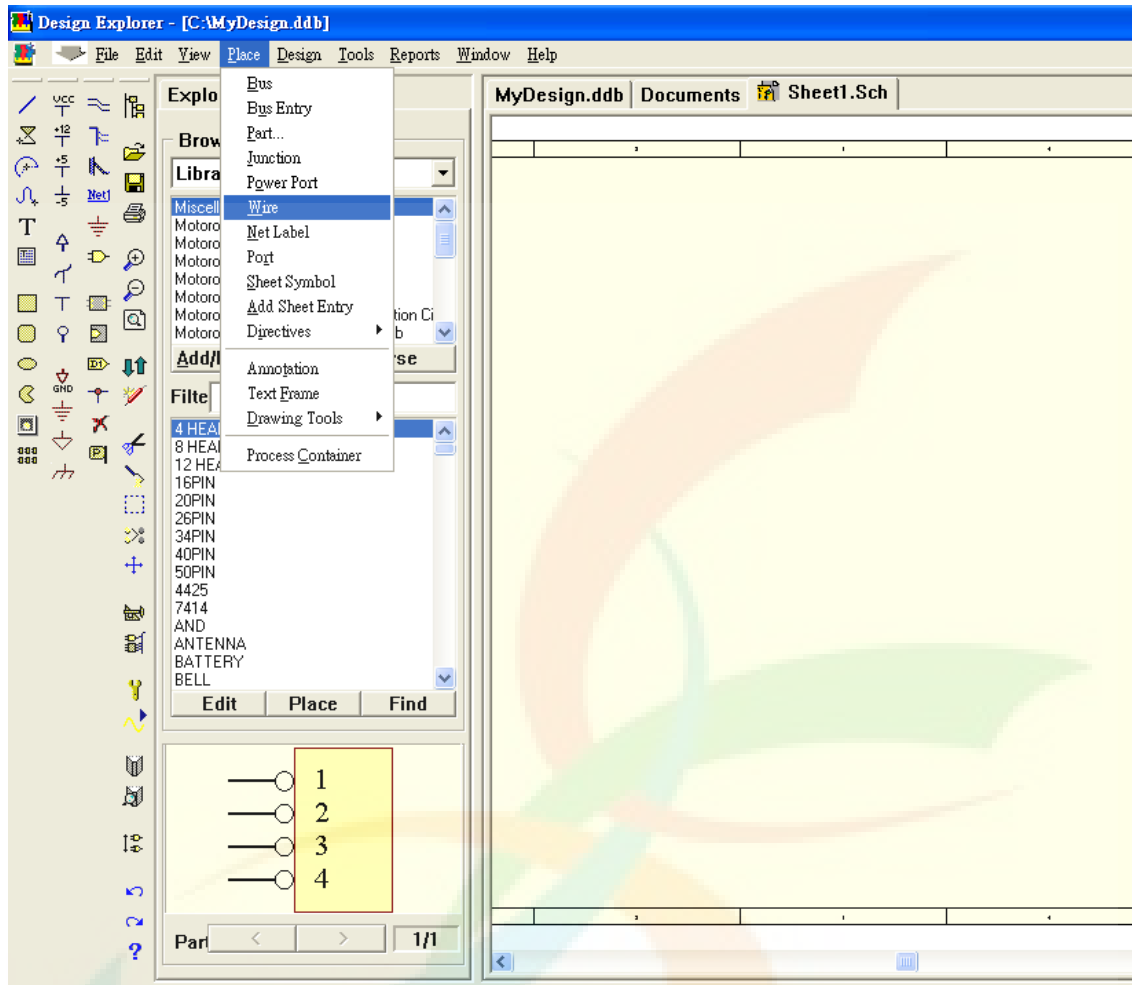 Design Explorer - [C:\MyDesign.ddb]
File Edit View Place Design Tools Reports Window Help
Bus
Bus Entry
Part...
Junction
Power Port
Wire
Net Label
Port
Sheet Symbol
Add Sheet Entry
Directives
Annotation
Text Frame
Drawing Tools
Process Container
VCC
+12
+5
-5
Net1
T
D1
GND
P
?
Explo
Brow
Libra
Miscell
Motoro
Motoro
Motoro
Motoro
Motoro
Motoro tion Ci
Motoro b
Add/ se
Filte
4 HEA
8 HEA
12 HEA
16PIN
20PIN
26PIN
34PIN
40PIN
50PIN
4425
7414
AND
ANTENNA
BATTERY
BELL
Edit Place Find
1
2
3
4
Part < > 1/1
MyDesign.ddb Documents Sheet1.Sch